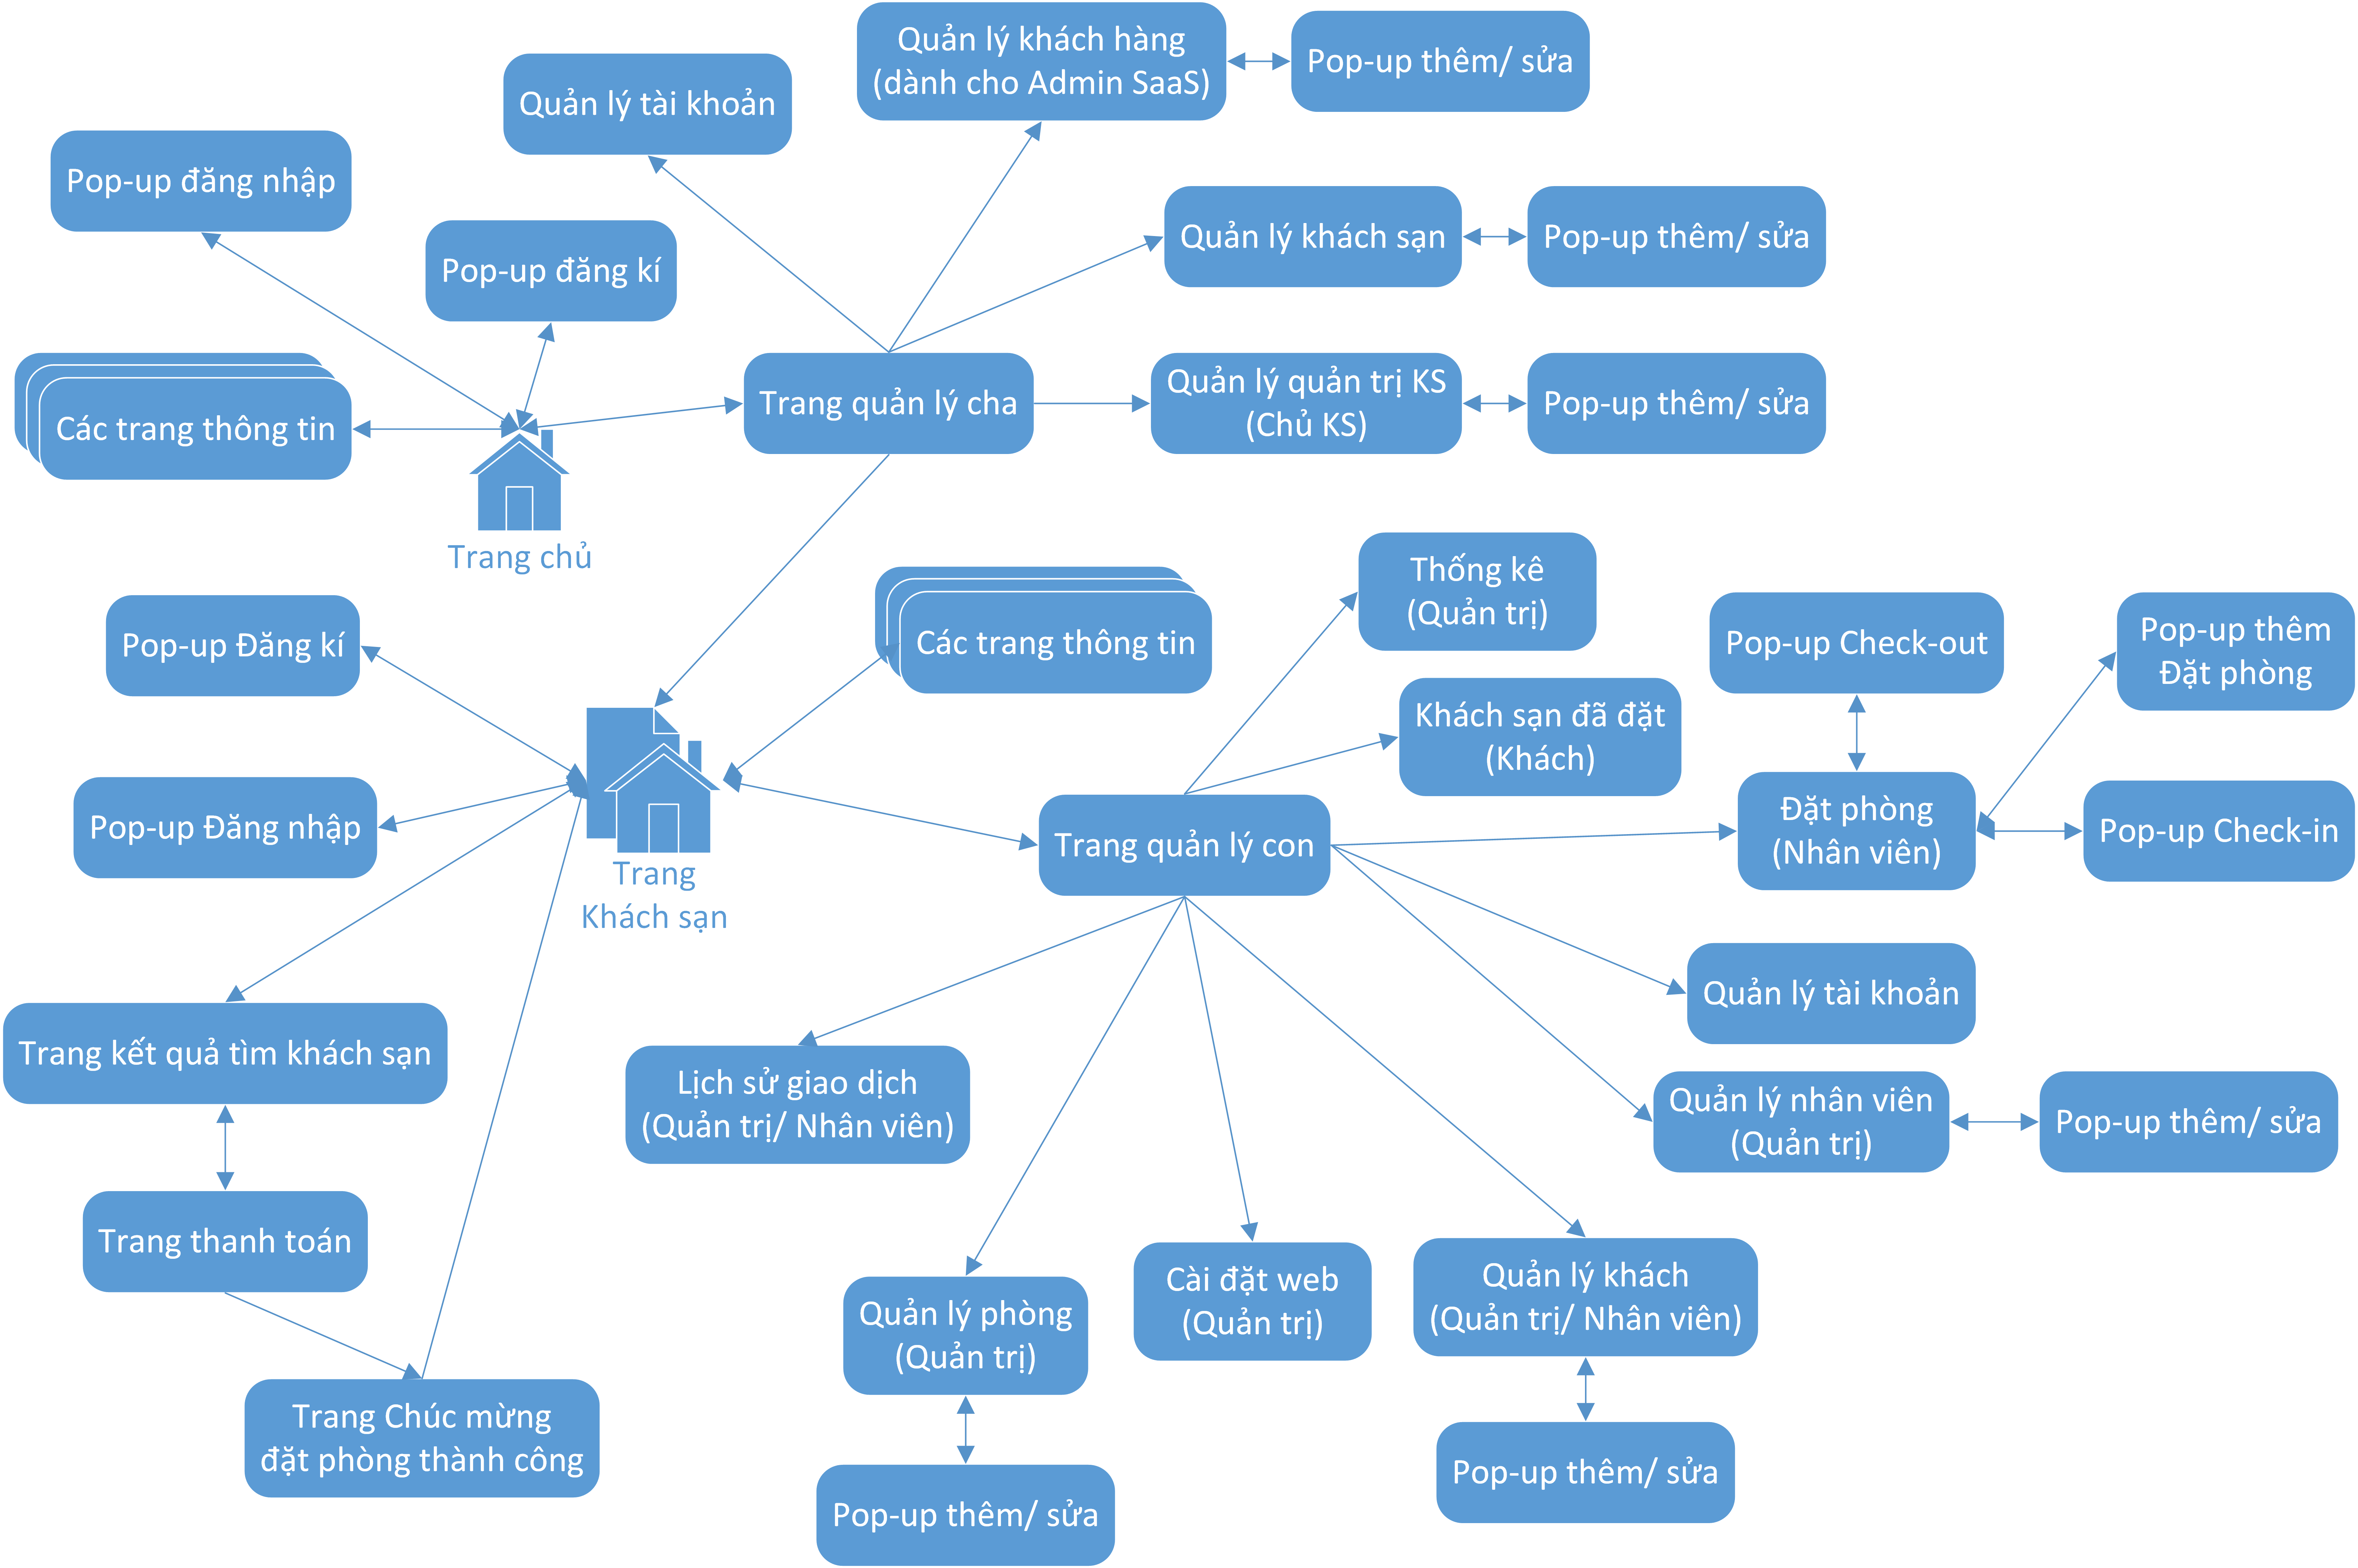 Quản lý khách hàng
(dành cho Admin SaaS)
Pop-up thêm/ sửa
Quản lý tài khoản
Pop-up đăng nhập
Quản lý khách sạn
Pop-up thêm/ sửa
Pop-up đăng kí
Các trang thông tin
Trang quản lý cha
Quản lý quản trị KS
(Chủ KS)
Pop-up thêm/ sửa
Trang chủ
Thống kê
(Quản trị)
Pop-up Đăng kí
Các trang thông tin
Pop-up Check-out
Pop-up thêm
Đặt phòng
Khách sạn đã đặt
(Khách)
Pop-up Đăng nhập
Trang
Khách sạn
Trang quản lý con
Đặt phòng
(Nhân viên)
Pop-up Check-in
Quản lý tài khoản
Trang kết quả tìm khách sạn
Lịch sử giao dịch
(Quản trị/ Nhân viên)
Quản lý nhân viên
(Quản trị)
Pop-up thêm/ sửa
Trang thanh toán
Quản lý phòng
(Quản trị)
Cài đặt web
(Quản trị)
Quản lý khách
(Quản trị/ Nhân viên)
Trang Chúc mừng
đặt phòng thành công
Pop-up thêm/ sửa
Pop-up thêm/ sửa